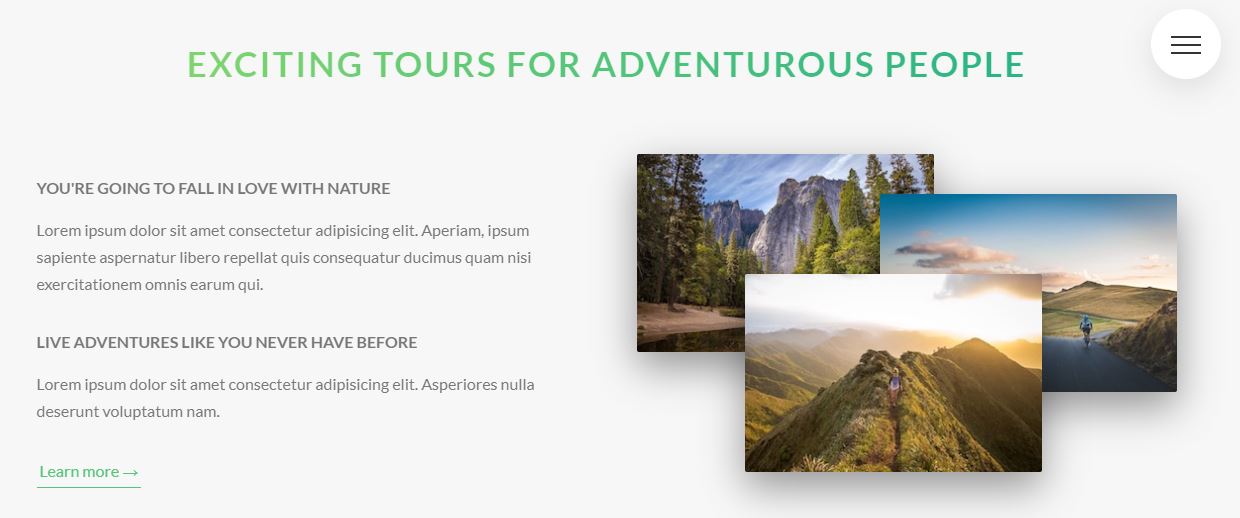 EXCITING TOURS FOR ADVENTUROUS PEOPLE
YOU'RE GOING TO FALL IN LOVE WITH NATURE
Lorem ipsum dolor sit amet consectetur adipisicing elit. Aperiam, ipsum
sapiente aspernatur libero repellat quis consequatur ducimus quam nisi
exercitationem omnis earum qui.
LIVE ADVENTURES LIKE YOU NEVER HAVE BEFORE
Lorem ipsum dolor sit amet consectetur adipisicing elit. Asperiores nulla
deserunt voluptatum nam.
Learn more →